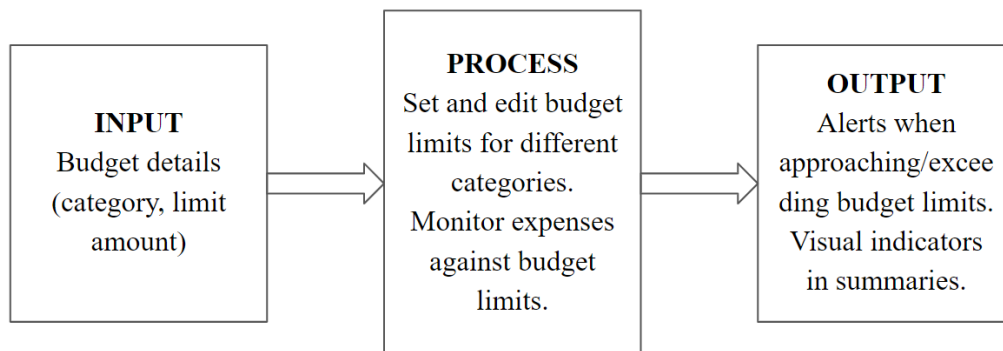 INPUT
Budget details
(category, limit
amount)
PROCESS
Set and edit budget
limits for different
categories.
Monitor expenses
against budget
limits.
OUTPUT
Alerts when
approaching/excee
ding budget limits.
Visual indicators
in summaries.